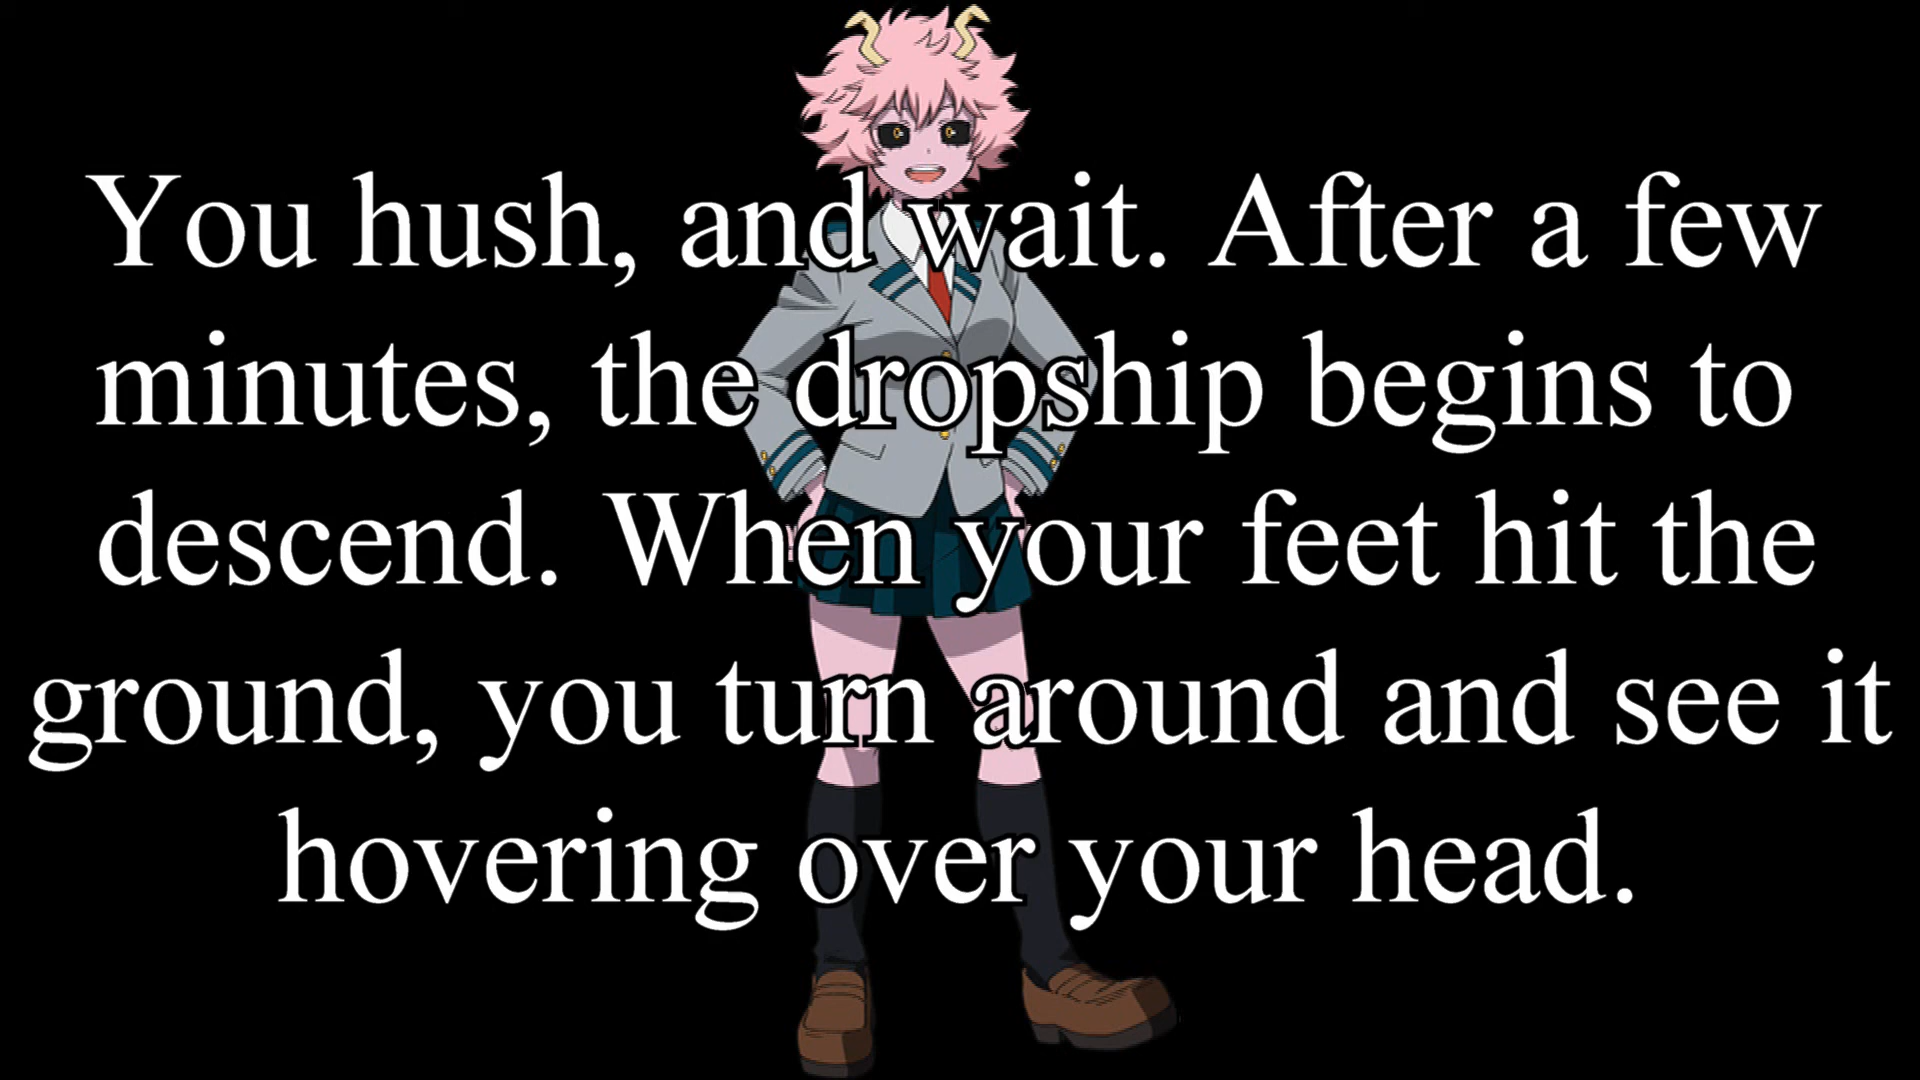 You hush, and wait. After a few
minutes, the dropship begins to
descend. When your feet hit the
ground, you turn around and see it
hovering over your head.